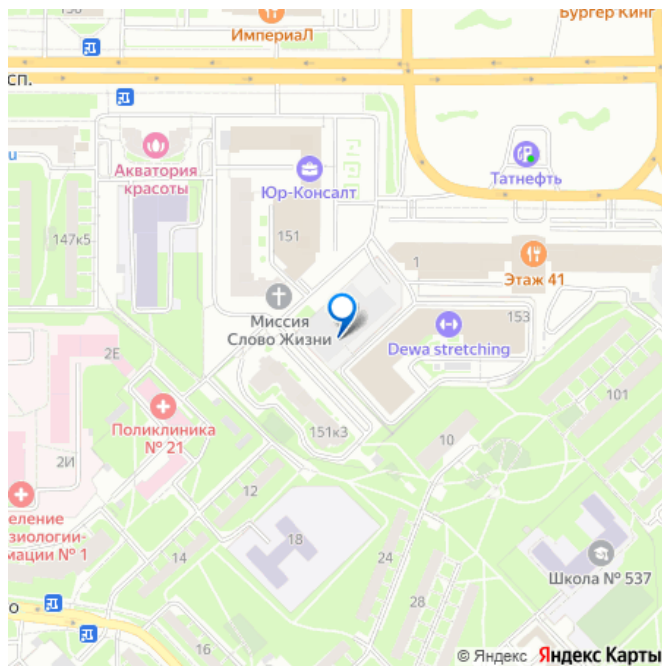 150
Бургер Кинг
ИмпериаЛ
сп.
u
Акватория
красоты
Юр-Консалт
Татнефть
147к5
151
1
Этаж 41
Миссия
Слово Жизни
153
Dewa stretching
2Е
101
Поликлиника
№ 21
151к3
10
2И
12
еление
изиологии-
мации № 1
18
14
24
Школа № 537
28
о
16
© Яндекс Яндекс Карты